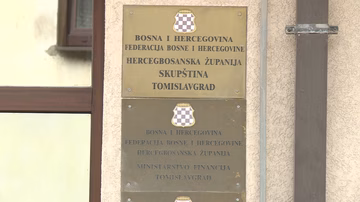 BOSNA I HERCEGOVINA
FEDERACIJA BOSNE I HERCEGOVINE
HERCEGBOSANSKA ŽUPANIJA
SKUPŠTINA
TOMISLAVGRAD
BOSNA I HERCEGOVINA
FEDERACIJA BOSNE I HERCEGOVINE
HERCEGBOSANSKA ŽUPANIJA
MINISTARSTVO FINANCIJA
TOMISLAVGRAD